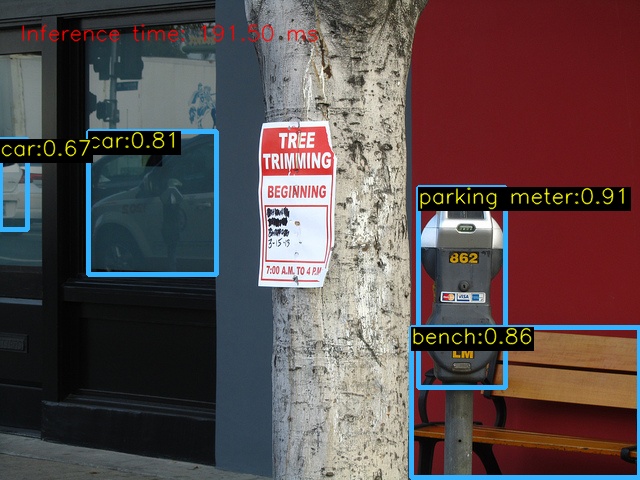 Inference time: 191.50 ms
car:0.67
car:0.81
TREE
TRIMMING
BEGINNING
3-15-13
7:00 A.M. TO 4 P.M
parking meter:0.91
862
VISA
bench:0.86
LM